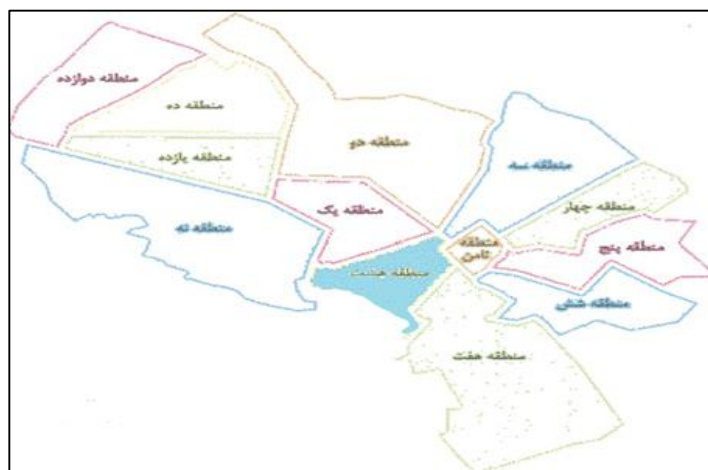 منطقه دوازده
منطقه ده
منطقه دو
منطقه یازده
منطقه سه
منطقه چهار
منطقه یک
منطقه نه
منطقه
ثامن
منطقه پنج
منطقه هشت
منطقه شش
منطقه هفت